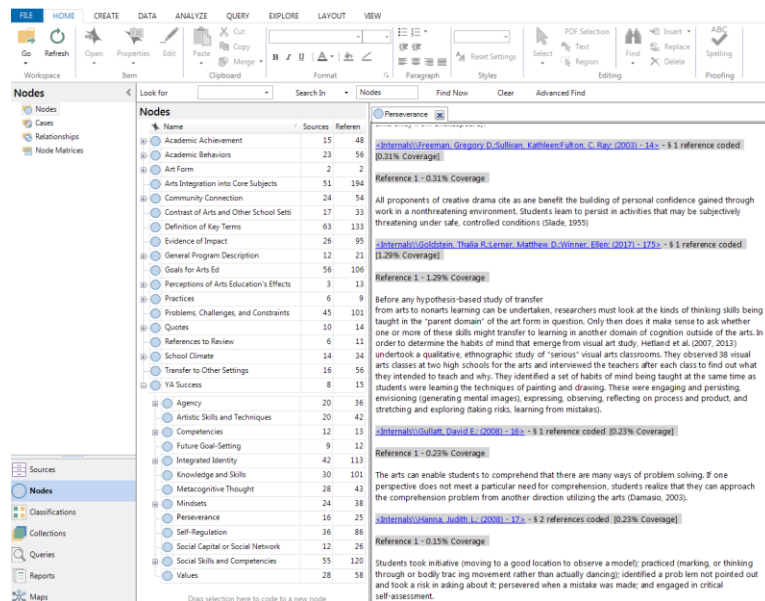 FILE HOME CREATE DATA ANALYZE QUERY EXPLORE LAYOUT VIEW
Go Refresh Open Properties Edit Paste Cut Copy Merge
B I U A
Reset Settings
Select PDF Selection Text Region Find Insert Replace Delete ABC Spelling
Workspace Item Clipboard Format Paragraph Styles Editing Proofing
Nodes
Look for Search In Nodes Find Now Clear Advanced Find
Nodes
Cases
Relationships
Node Matrices
Sources
Nodes
Classifications
Collections
Queries
Reports
Maps
Nodes
Name Sources Referen
Academic Achievement 15 48
Academic Behaviors 23 56
Art Form 2 2
Arts Integration into Core Subjects 51 194
Community Connection 24 54
Contrast of Arts and Other School Setti 17 33
Definition of Key Terms 63 133
Evidence of Impact 26 95
General Program Description 12 21
Goals for Arts Ed 56 106
Perceptions of Arts Education's Effects 3 13
Practices 6 9
Problems, Challenges, and Constraints 45 101
Quotes 10 14
References to Review 6 11
School Climate 14 34
Transfer to Other Settings 16 56
YA Success 8 15
Agency 20 36
Artistic Skills and Techniques 20 42
Competencies 12 13
Future Goal-Setting 9 12
Integrated Identity 42 113
Knowledge and Skills 30 101
Metacognitive Thought 28 43
Mindsets 24 38
Perseverance 16 25
Self-Regulation 36 86
Social Capital or Social Network 12 26
Social Skills and Competencies 55 120
Values 28 58
Drag selection here to code to a new node
Perseverance
<Internals\\Freeman, Gregory D.;Sullivan, Kathleen;Fulton, C. Ray; (2003) - 14> - § 1 reference coded
[0.31% Coverage]
Reference 1 - 0.31% Coverage
All proponents of creative drama cite as ane benefit the building of personal confidence gained through
work in a nonthreatening environment. Students learn to persist in activities that may be subjectively
threatening under safe, controlled conditions (Slade, 1955)
<Internals\\Goldstein, Thalia R.;Lerner, Matthew D.;Winner, Ellen; (2017) - 175> - § 1 reference coded
[1.29% Coverage]
Reference 1 - 1.29% Coverage
Before any hypothesis-based study of transfer
from arts to nonarts learning can be undertaken, researchers must look at the kinds of thinking skills being
taught in the "parent domain" of the art form in question. Only then does it make sense to ask whether
one or more of these skills might transfer to learning in another domain of cognition outside of the arts. In
order to determine the habits of mind that emerge from visual art study, Hetland et al. (2007, 2013)
undertook a qualitative, ethnographic study of "serious" visual arts classrooms. They observed 38 visual
arts classes at two high schools for the arts and interviewed the teachers after each class to find out what
they intended to teach and why. They identified a set of habits of mind being taught at the same time as
students were learning the techniques of painting and drawing. These were engaging and persisting,
envisioning (generating mental images), expressing, observing, reflecting on process and product, and
stretching and exploring (taking risks, learning from mistakes).
<Internals\\Gullatt, David E.; (2008) - 16> - § 1 reference coded [0.23% Coverage]
Reference 1 - 0.23% Coverage
The arts can enable students to comprehend that there are many ways of problem solving. If one
perspective does not meet a particular need for comprehension, students realize that they can approach
the comprehension problem from another direction utilizing the arts (Damasio, 2003).
<Internals\\Hanna, Judith L.; (2008) - 17> - § 2 references coded [0.23% Coverage]
Reference 1 - 0.15% Coverage
Students took initiative (moving to a good location to observe a model); practiced (marking, or thinking
through or bodily trac ing movement rather than actually dancing); identified a prob lem not pointed out
and took a risk in asking about it; persevered when a mistake was made; and engaged in critical
self-assessment.